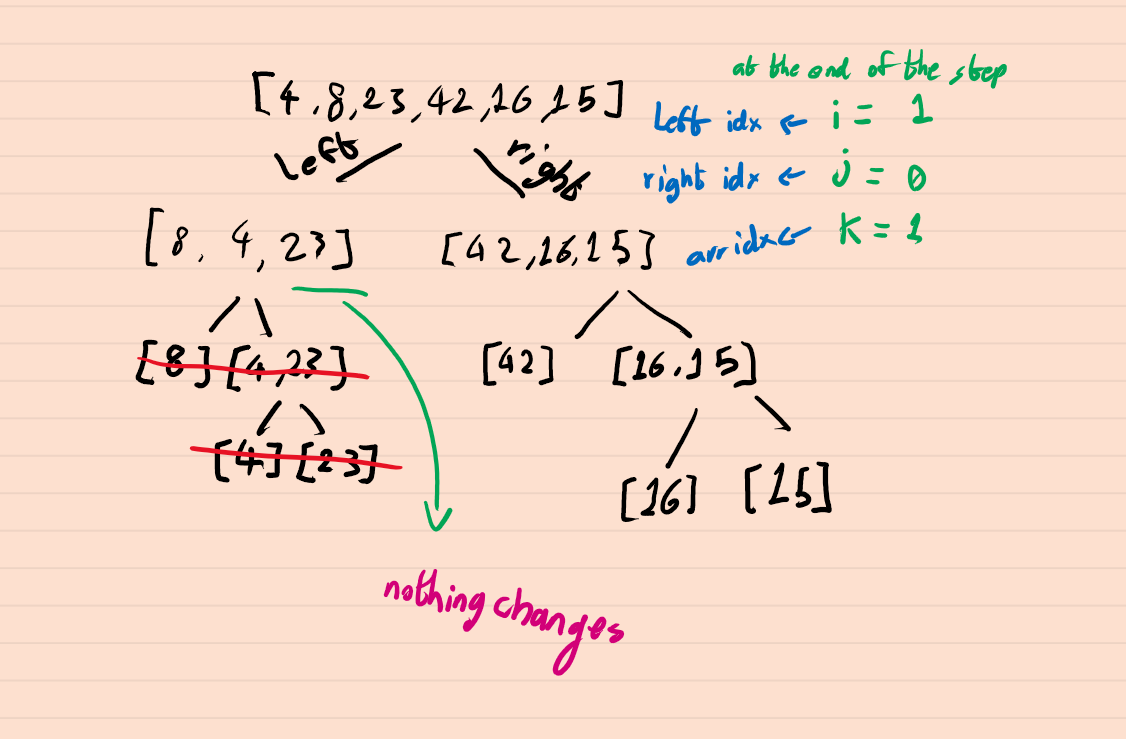 at the end of the step
[4,8,23,42,16,15]
left idx ← i = 1
left right
right idx ← j = 0
[8, 4, 23] [42,16,15]
arr idx ← k = 1
[8] [4,23] [42] [16,15]
[4] [23] [16] [15]
nothing changes